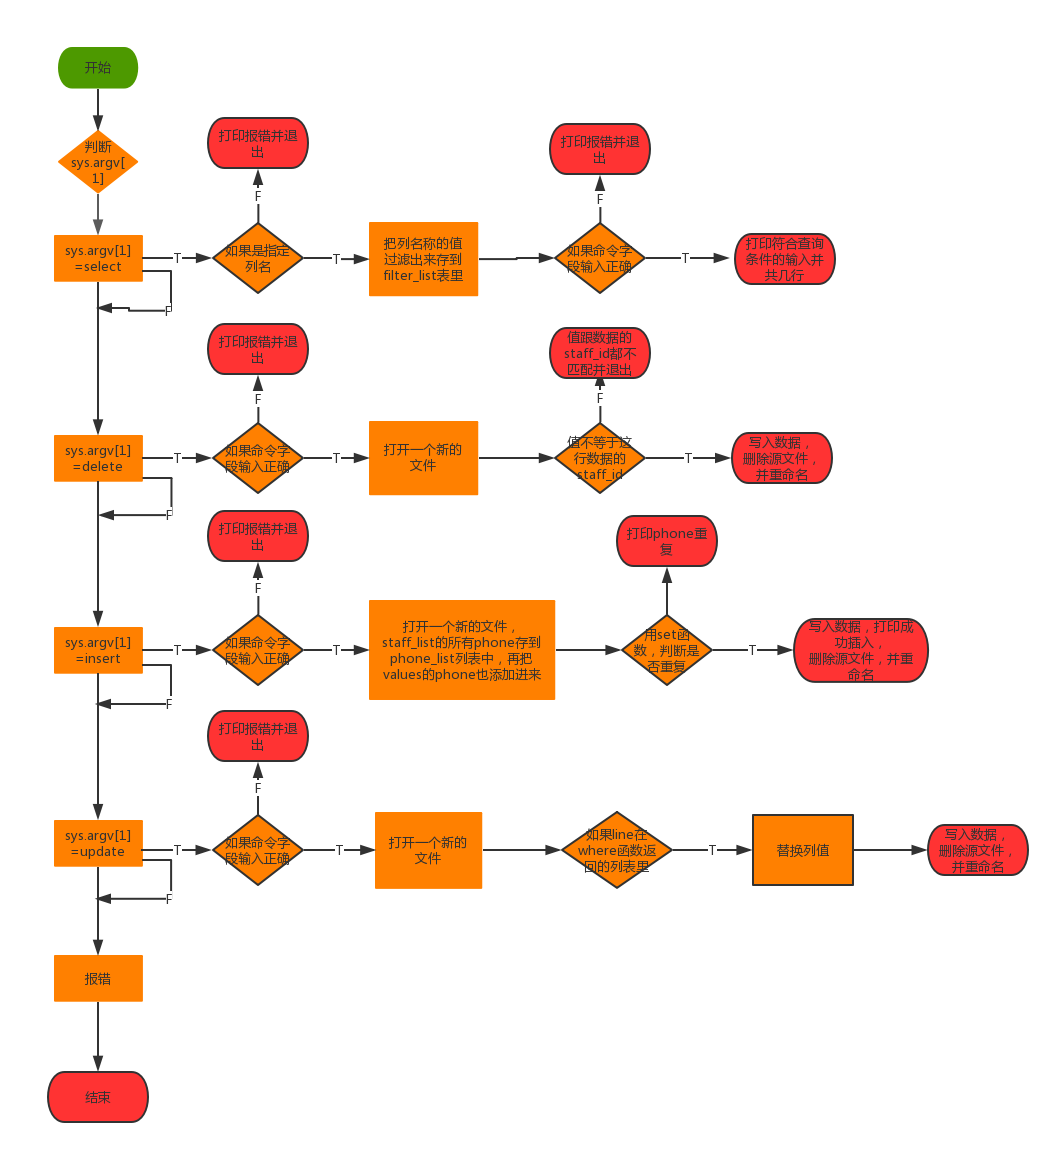 开始
判断
sys.argv[
1]
sys.argv[1]
=select
T
F
如果是指定
列名
F
打印报错并退
出
T
把列名称的值
过滤出来存到
filter_list表里
如果命令字
段输入正确
F
打印报错并退
出
T
打印符合查询
条件的输入并
共几行
sys.argv[1]
=delete
T
F
如果命令字
段输入正确
F
打印报错并退
出
T
打开一个新的
文件
值不等于这
行数据的
staff_id
F
值跟数据的
staff_id都不
匹配并退出
T
写入数据，
删除源文件，
并重命名
sys.argv[1]
=insert
T
F
如果命令字
段输入正确
F
打印报错并退
出
T
打开一个新的文件，
staff_list的所有phone存到
phone_list列表中，再把
values的phone也添加进来
用set函
数，判断是
否重复
打印phone重
复
T
写入数据，打印成
功插入，
删除源文件，并重
命名
sys.argv[1]
=update
T
F
如果命令字
段输入正确
F
打印报错并退
出
T
打开一个新的
文件
如果line在
where函数返
回的列表里
T
替换列值
写入数据，
删除源文件，
并重命名
报错
结束